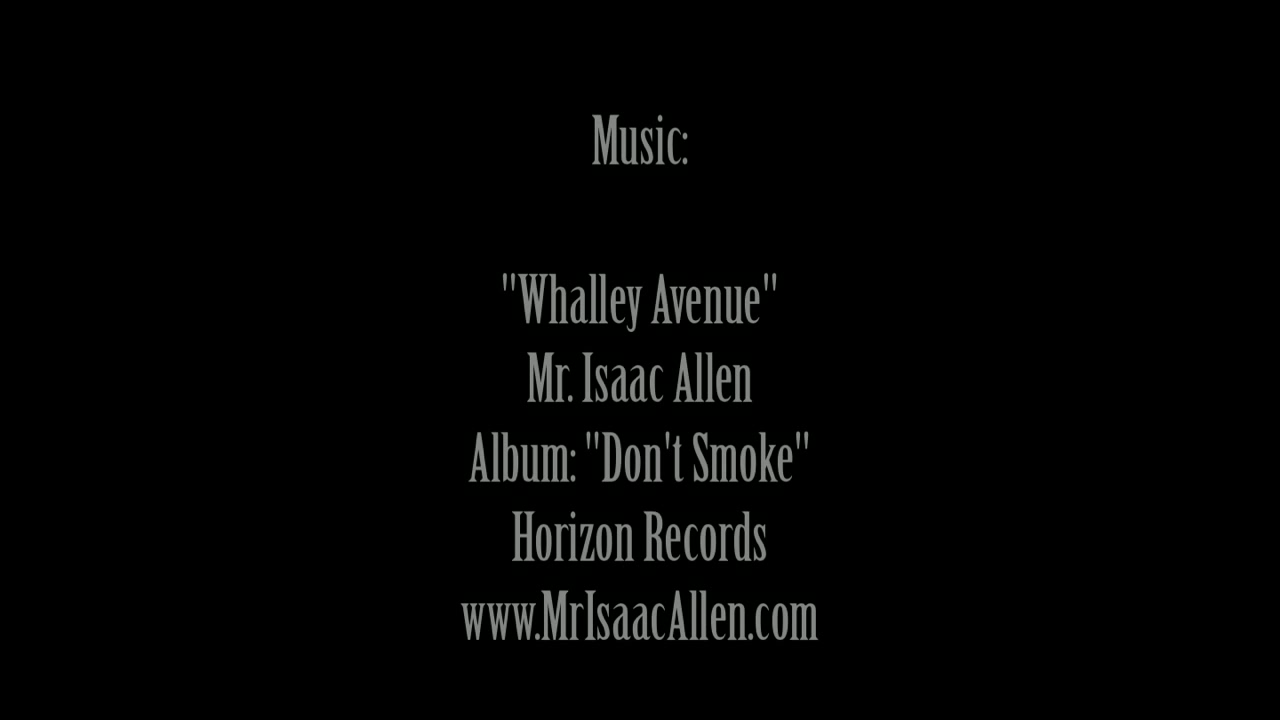 Music:
"Whalley Avenue"
Mr. Isaac Allen
Album: "Don't Smoke"
Horizon Records
www.MrIsaacAllen.com